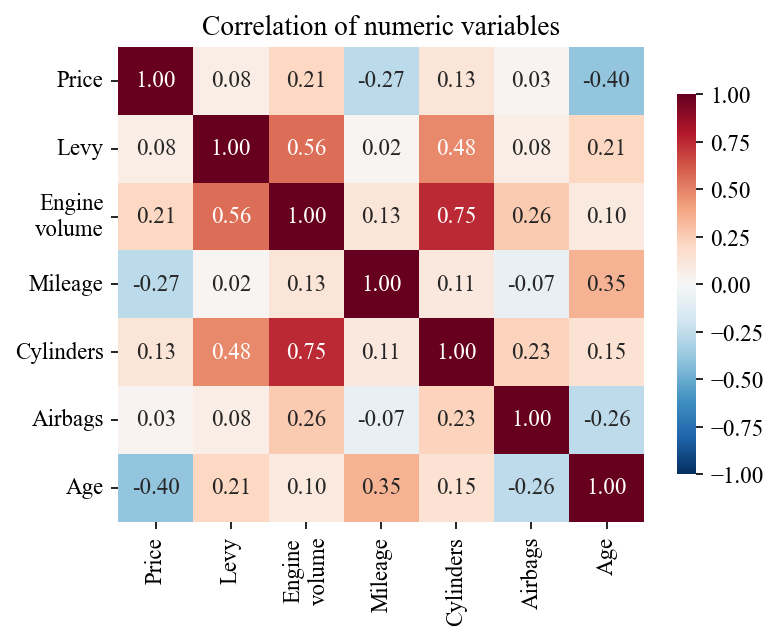 Correlation of numeric variables
Price 1.00 0.08 0.21 -0.27 0.13 0.03 -0.40
Levy 0.08 1.00 0.56 0.02 0.48 0.08 0.21
Engine
volume 0.21 0.56 1.00 0.13 0.75 0.26 0.10
Mileage -0.27 0.02 0.13 1.00 0.11 -0.07 0.35
Cylinders 0.13 0.48 0.75 0.11 1.00 0.23 0.15
Airbags 0.03 0.08 0.26 -0.07 0.23 1.00 -0.26
Age -0.40 0.21 0.10 0.35 0.15 -0.26 1.00
Price
Levy
Engine
volume
Mileage
Cylinders
Airbags
Age
1.00
0.75
0.50
0.25
0.00
−0.25
−0.50
−0.75
−1.00